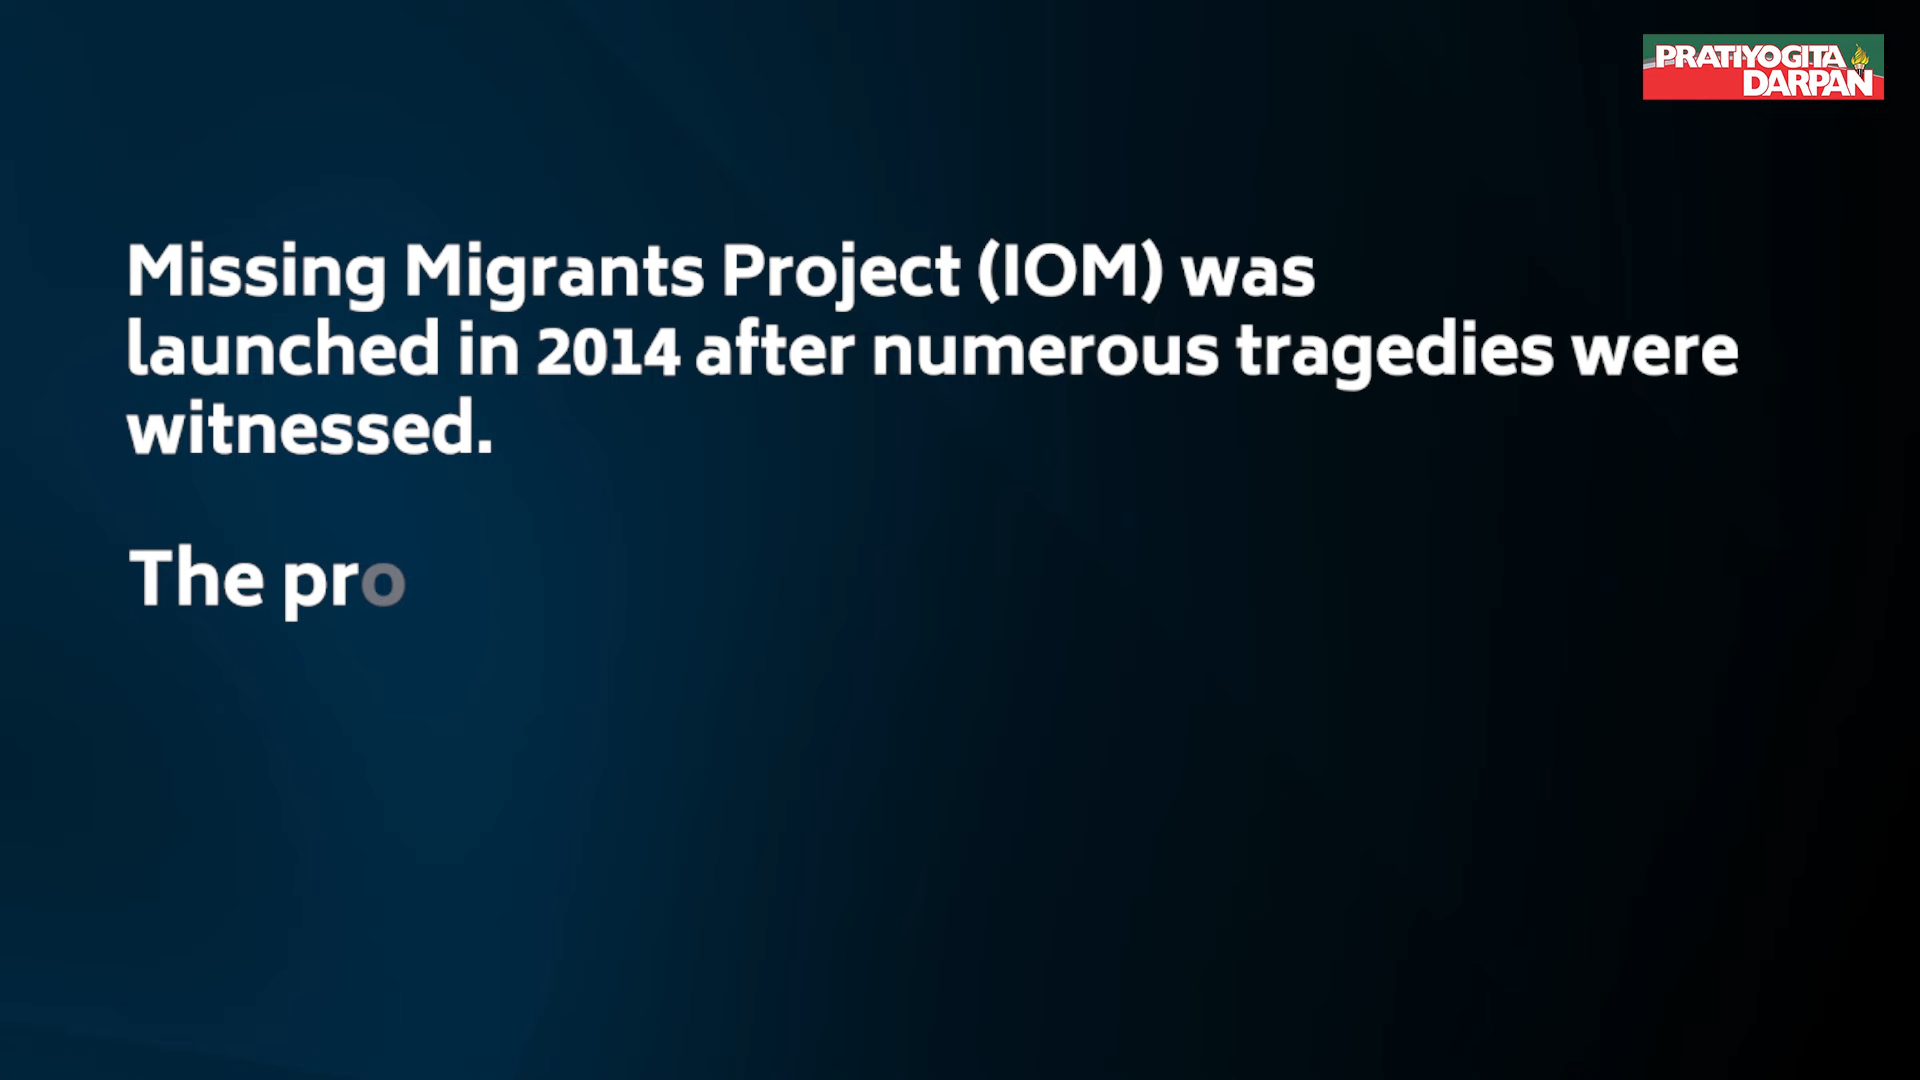 PRATIYOGITA
DARPAN
Missing Migrants Project (IOM) was
launched in 2014 after numerous tragedies were
witnessed.
The pro